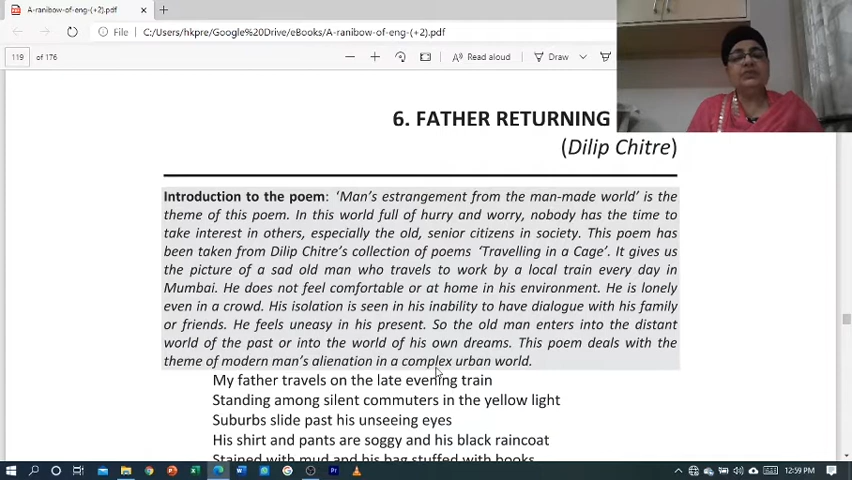 A-ranibow-of-eng-(+2).pdf
File C:/Users/hkpre/Google%20Drive/eBooks/A-ranibow-of-eng-(+2).pdf
119 of 176
Read aloud Draw
6. FATHER RETURNING
(Dilip Chitre)
Introduction to the poem: ‘Man’s estrangement from the man-made world’ is the
theme of this poem. In this world full of hurry and worry, nobody has the time to
take interest in others, especially the old, senior citizens in society. This poem has
been taken from Dilip Chitre’s collection of poems ‘Travelling in a Cage’. It gives us
the picture of a sad old man who travels to work by a local train every day in
Mumbai. He does not feel comfortable or at home in his environment. He is lonely
even in a crowd. His isolation is seen in his inability to have dialogue with his family
or friends. He feels uneasy in his present. So the old man enters into the distant
world of the past or into the world of his own dreams. This poem deals with the
theme of modern man’s alienation in a complex urban world.
My father travels on the late evening train
Standing among silent commuters in the yellow light
Suburbs slide past his unseeing eyes
His shirt and pants are soggy and his black raincoat
Stained with mud and his bag stuffed with books
12:59 PM